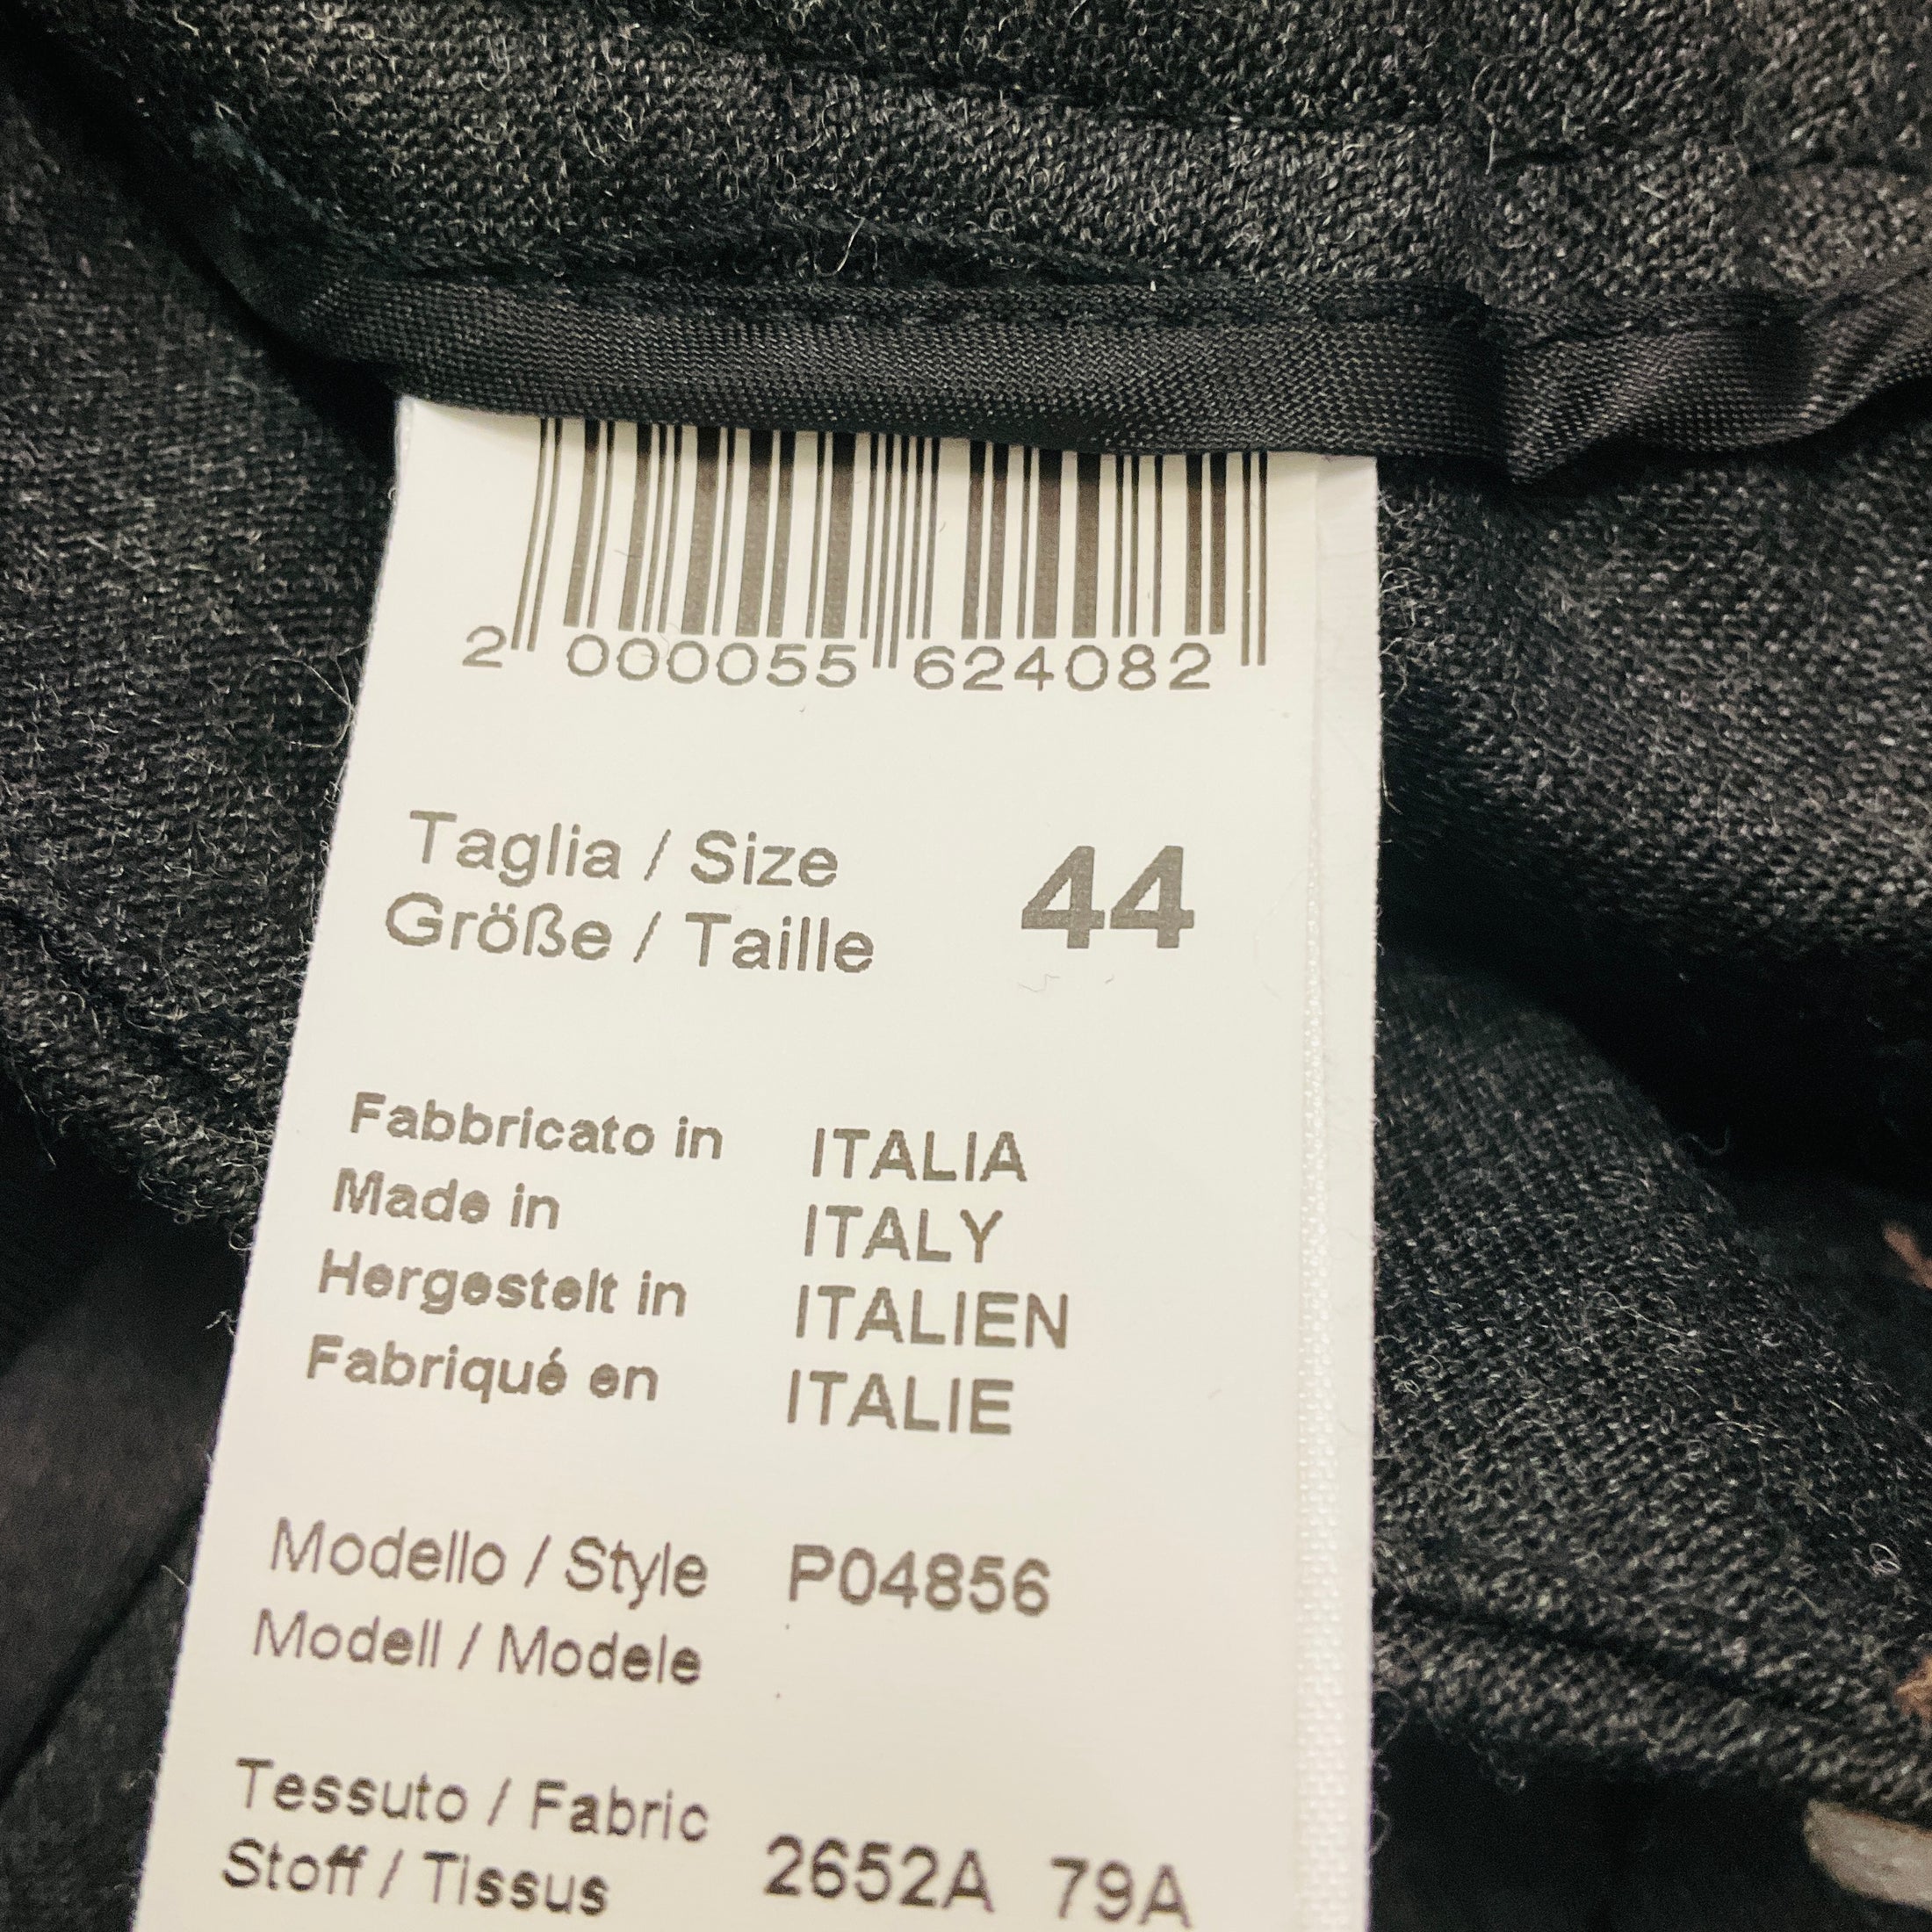 2 000055 624082
Taglia / Size 44
Größe / Taille
Fabbricato in ITALIA
Made in ITALY
Hergestelt in ITALIEN
Fabriqué en ITALIE
Modello / Style P04856
Modell / Modele
Tessuto / Fabric
Stoff / Tissus 2652A 79A